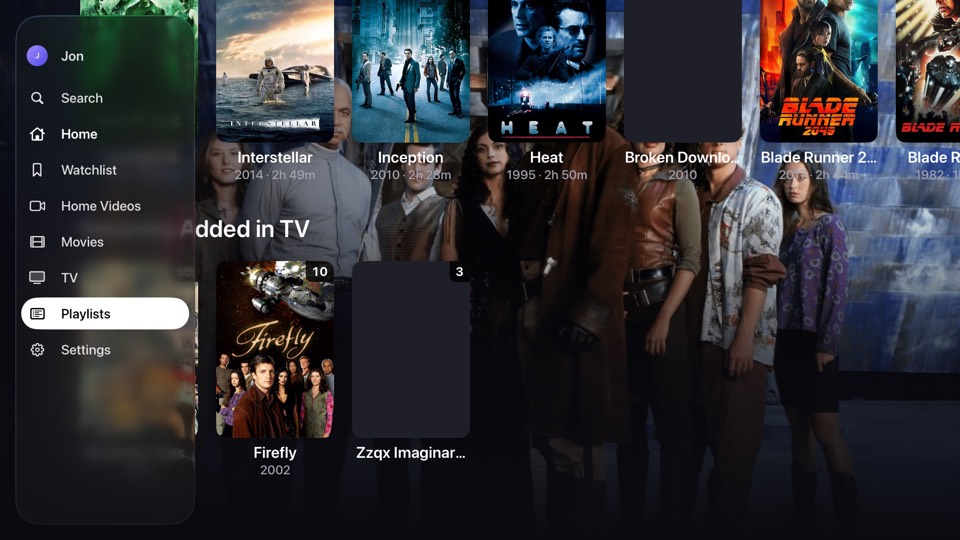 J
Jon
Search
Home
Watchlist
Home Videos
Movies
TV
Playlists
Settings
INTERSTELLAR
Interstellar
2014 · 2h 49m
Inception
2010 · 2h 28m
HEAT
Heat
1995 · 2h 50m
Broken Downlo...
2010
BLADE
RUNNER
2049
Blade Runner 2...
Blade R
1982 · 1
dded in TV
10
Firefly
Firefly
2002
3
Zzqx Imaginar...